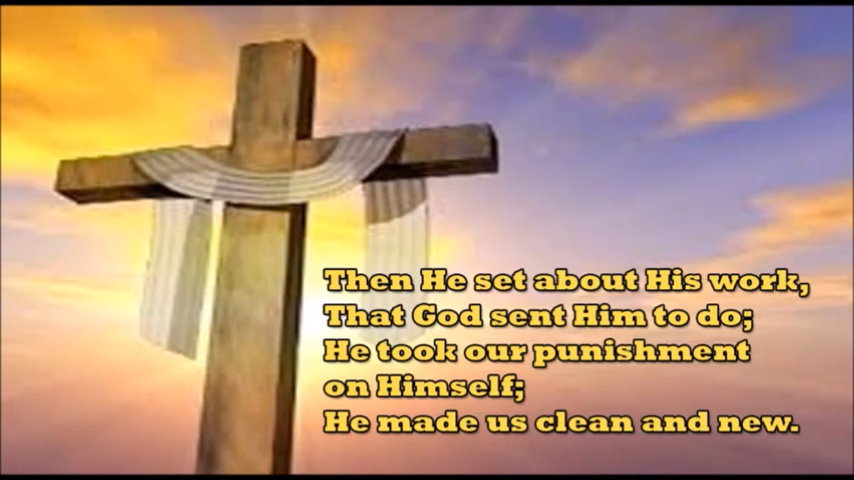 Then He set about His work,
That God sent Him to do;
He took our punishment
on Himself;
He made us clean and new.